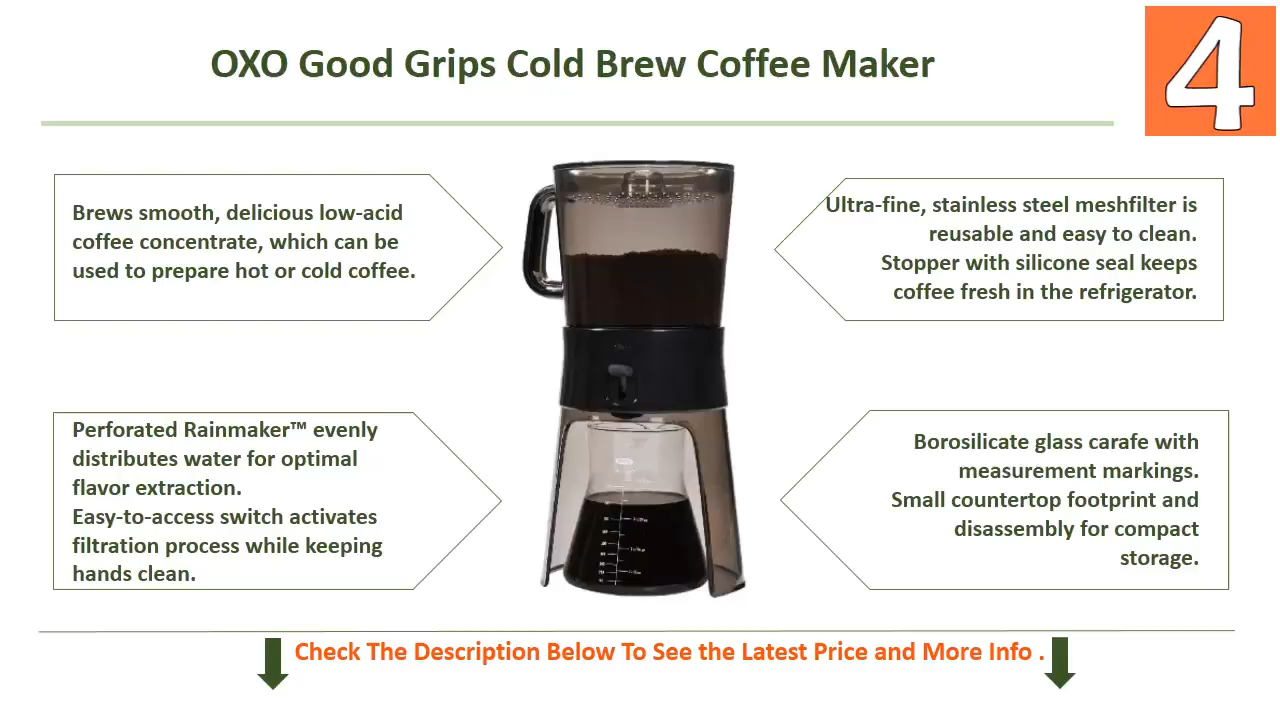 OXO Good Grips Cold Brew Coffee Maker
4
Brews smooth, delicious low-acid
coffee concentrate, which can be
used to prepare hot or cold coffee.
Ultra-fine, stainless steel meshfilter is
reusable and easy to clean.
Stopper with silicone seal keeps
coffee fresh in the refrigerator.
Perforated Rainmaker™ evenly
distributes water for optimal
flavor extraction.
Easy-to-access switch activates
filtration process while keeping
hands clean.
Borosilicate glass carafe with
measurement markings.
Small countertop footprint and
disassembly for compact
storage.
Check The Description Below To See the Latest Price and More Info .